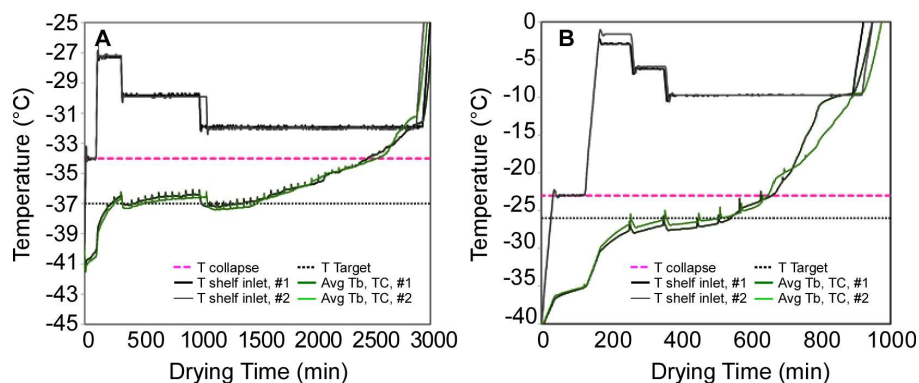 A
Temperature (°C)
-25
-27
-29
-31
-33
-35
-37
-39
-41
-43
-45
T collapse
T Target
T shelf inlet, #1
Avg Tb, TC, #1
T shelf inlet, #2
Avg Tb, TC, #2
0 500 1000 1500 2000 2500 3000
Drying Time (min)
B
Temperature (°C)
0
-5
-10
-15
-20
-25
-30
-35
-40
T collapse
T Target
T shelf inlet, #1
Avg Tb, TC, #1
T shelf inlet, #2
Avg Tb, TC, #2
0 200 400 600 800 1000
Drying Time (min)